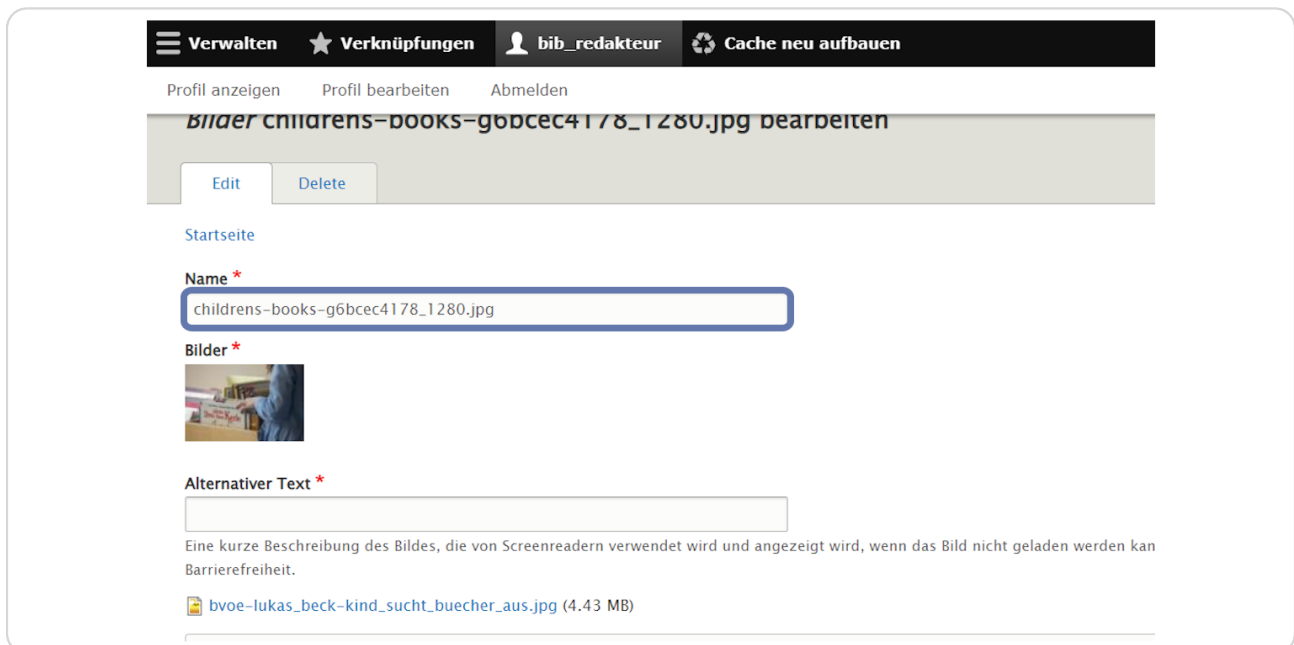 Verwalten Verknüpfungen bib_redakteur Cache neu aufbauen
Profil anzeigen Profil bearbeiten Abmelden
Bilder childrens-books-g6bcec4178_1280.jpg bearbeiten
Edit Delete
Startseite
Name *
childrens-books-g6bcec4178_1280.jpg
Bilder *
Alternativer Text *
Eine kurze Beschreibung des Bildes, die von Screenreadern verwendet wird und angezeigt wird, wenn das Bild nicht geladen werden kan
Barrierefreiheit.
bvoe-lukas_beck-kind_sucht_buecher_aus.jpg (4.43 MB)